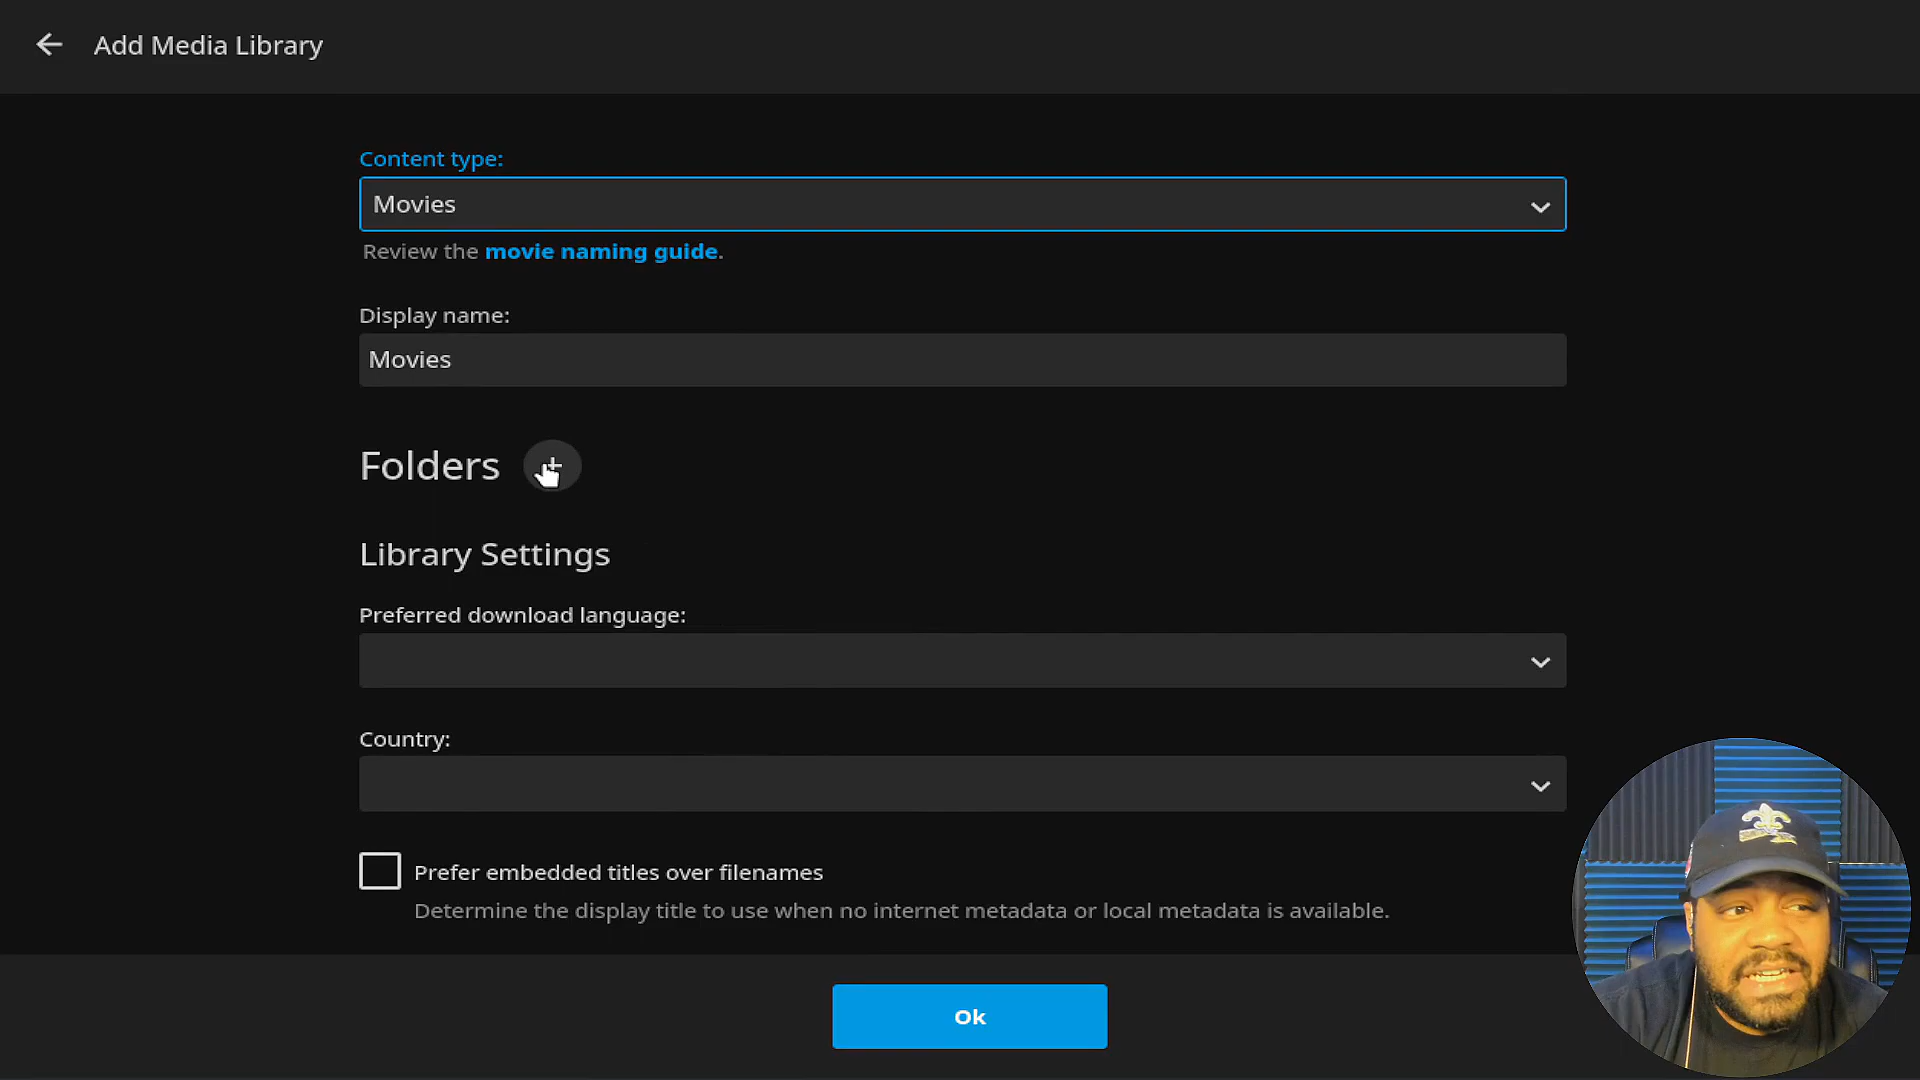 Add Media Library
Content type:
Movies
Review the movie naming guide.
Display name:
Movies
Folders
Library Settings
Preferred download language:
Country:
Prefer embedded titles over filenames
Determine the display title to use when no internet metadata or local metadata is available.
Ok